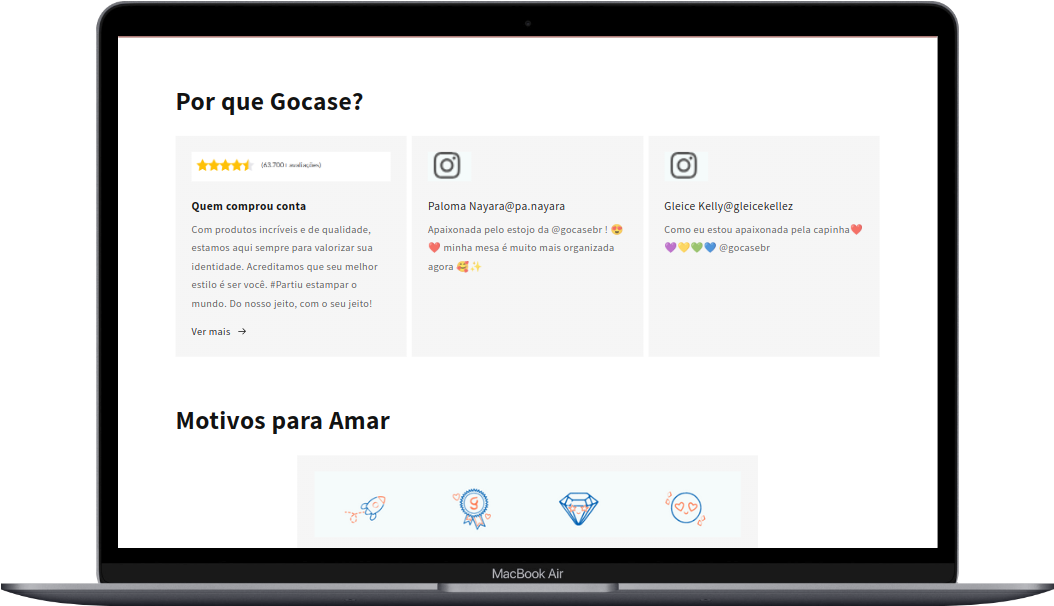 Por que Gocase?
(63.700+ avaliações)
Quem comprou conta
Com produtos incríveis e de qualidade,
estamos aqui sempre para valorizar sua
identidade. Acreditamos que seu melhor
estilo é ser você. #Partiu estampar o
mundo. Do nosso jeito, com o seu jeito!
Ver mais →
Paloma Nayara@pa.nayara
Apaixonada pelo estojo da @gocasebr ! 😍
❤️ minha mesa é muito mais organizada
agora 🥰✨
Gleice Kelly@gleicekellez
Como eu estou apaixonada pela capinha❤️
💜💛💚💙 @gocasebr
Motivos para Amar
g
MacBook Air